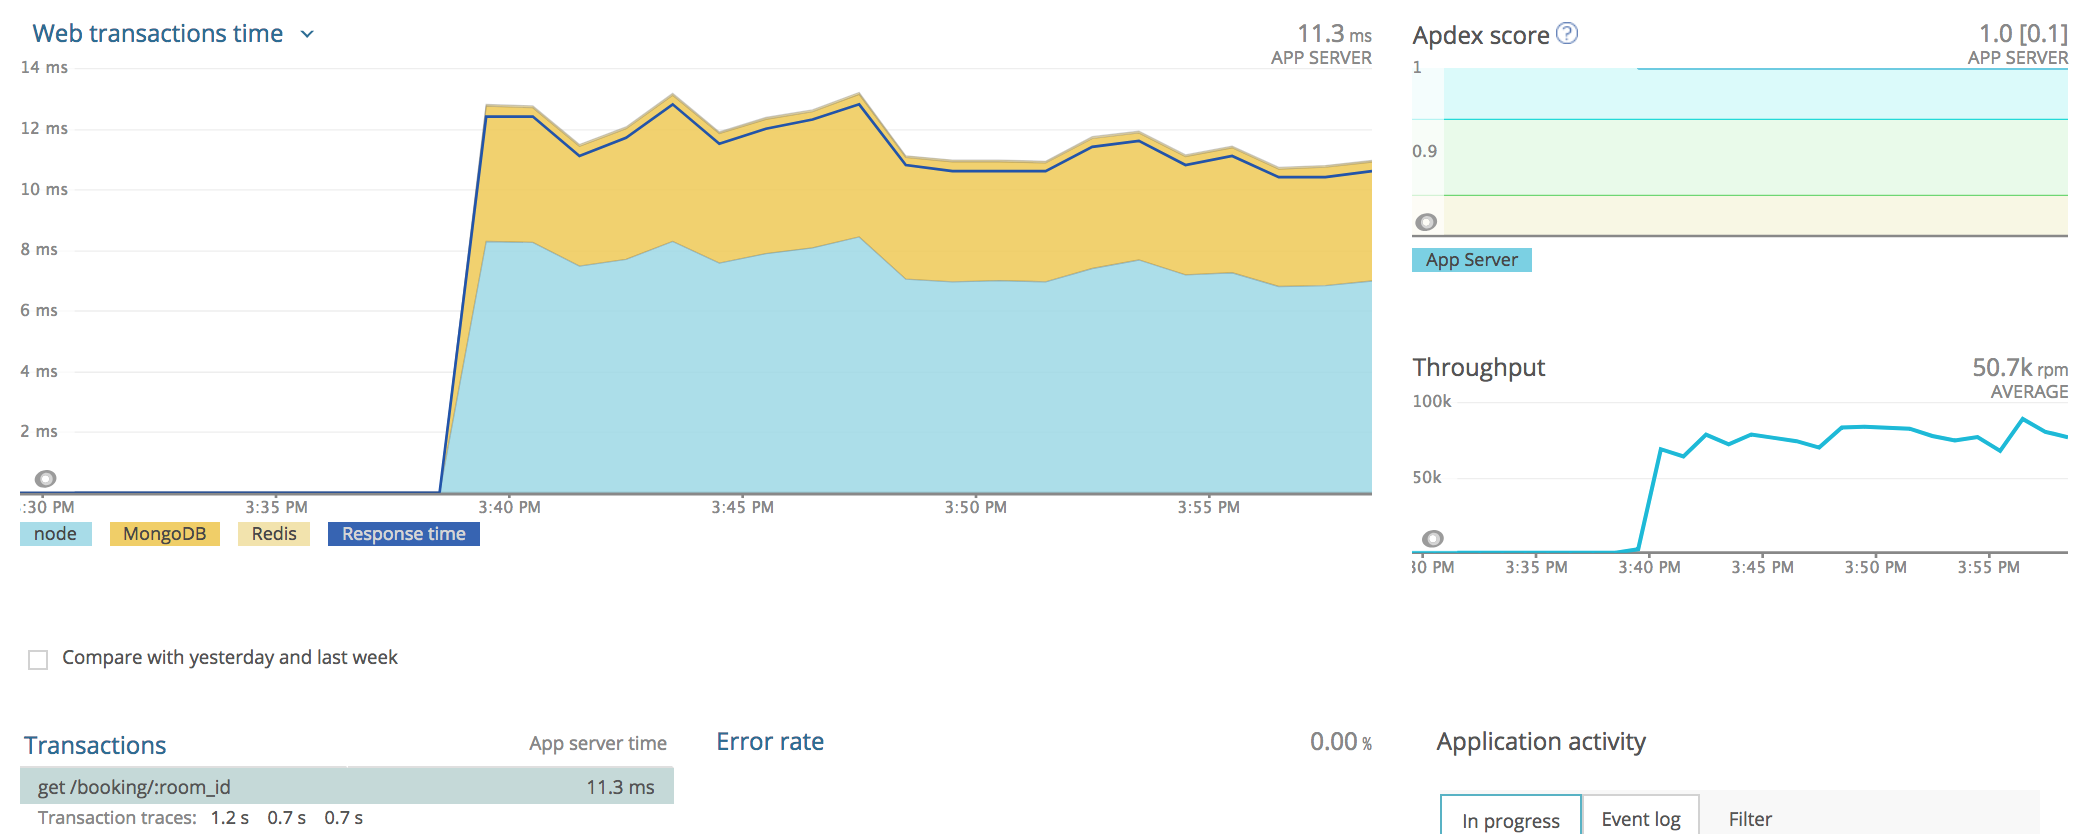 Web transactions time
11.3 ms
APP SERVER
14 ms
12 ms
10 ms
8 ms
6 ms
4 ms
2 ms
:30 PM 3:35 PM 3:40 PM 3:45 PM 3:50 PM 3:55 PM
node MongoDB Redis Response time
Compare with yesterday and last week
Apdex score ?
1.0 [0.1]
APP SERVER
1
0.9
App Server
Throughput
50.7k rpm
AVERAGE
100k
50k
30 PM 3:35 PM 3:40 PM 3:45 PM 3:50 PM 3:55 PM
Transactions App server time
get /booking/:room_id 11.3 ms
Transaction traces: 1.2 s 0.7 s 0.7 s
Error rate 0.00 %
Application activity
In progress Event log Filter